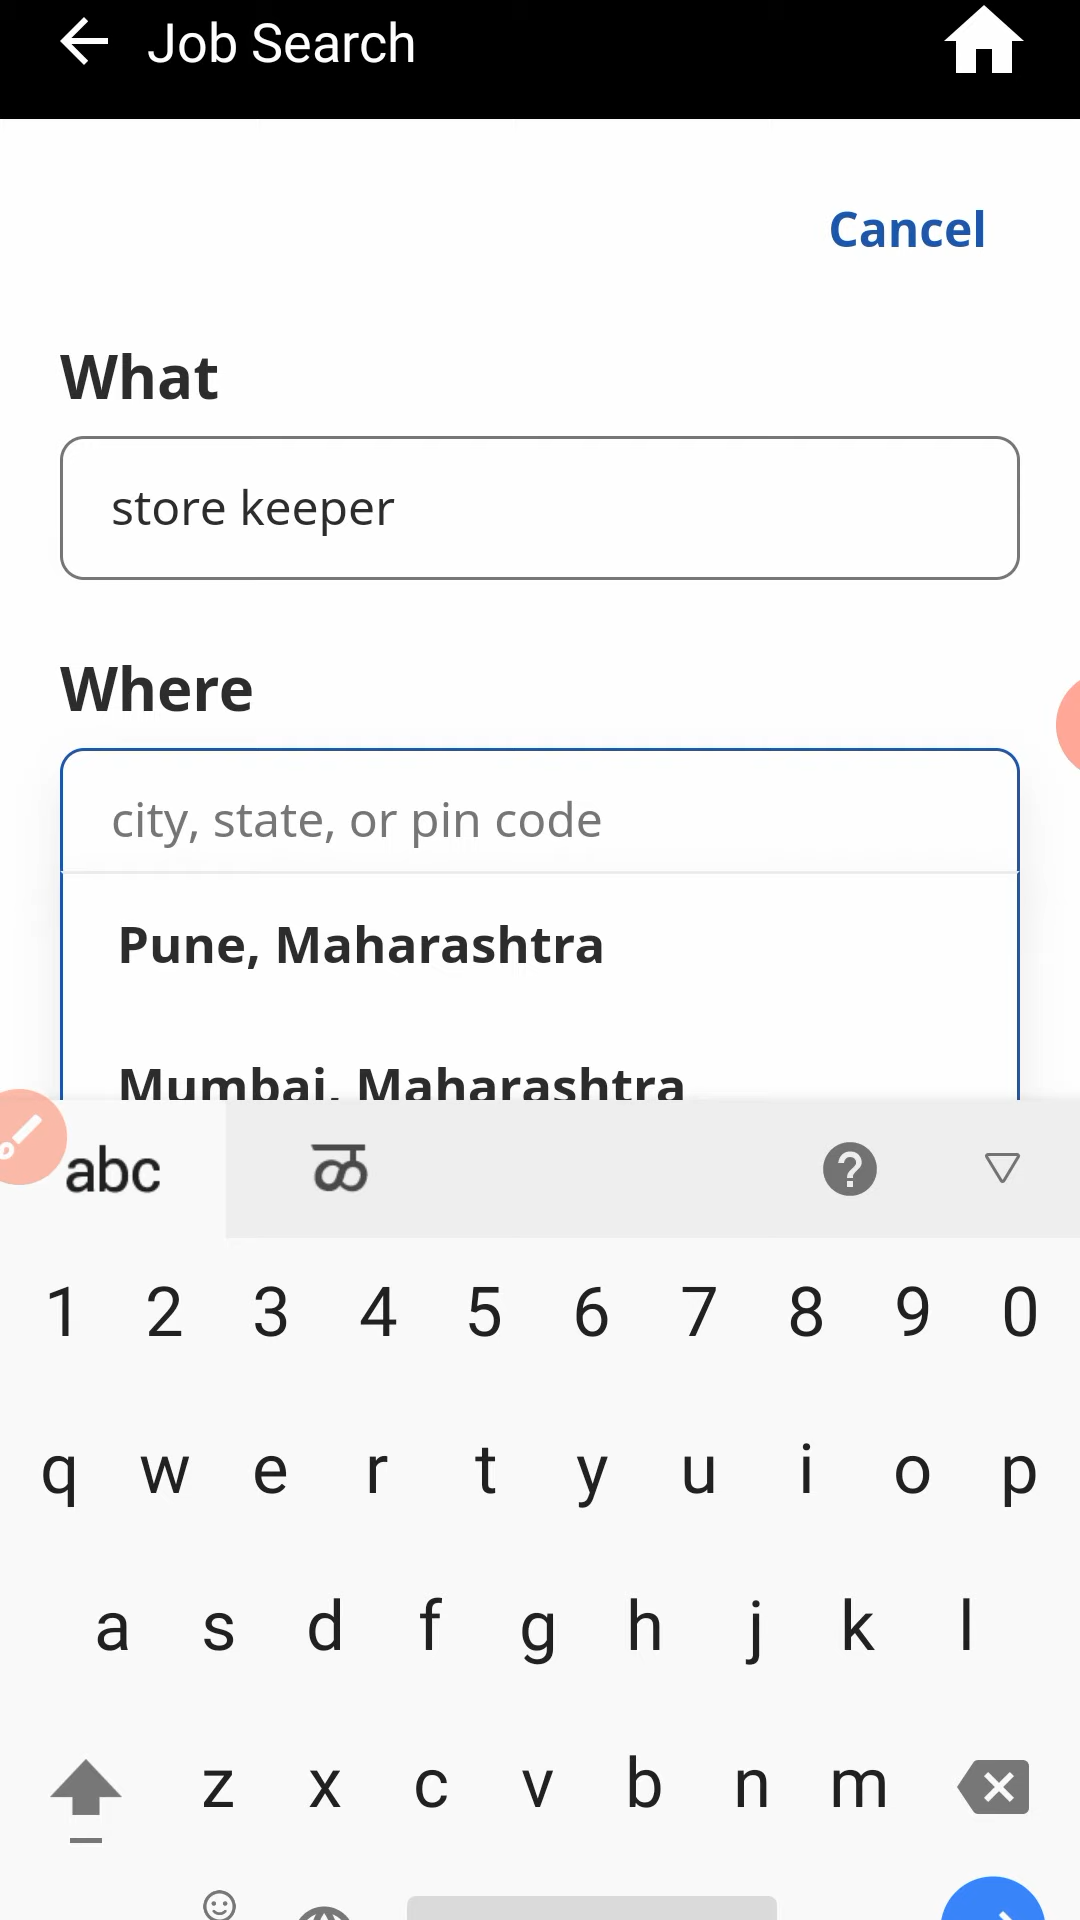 Job Search
Cancel
What
store keeper
Where
city, state, or pin code
Pune, Maharashtra
Mumbai, Maharashtra
abc ळ ?
1 2 3 4 5 6 7 8 9 0
q w e r t y u i o p
a s d f g h j k l
z x c v b n m